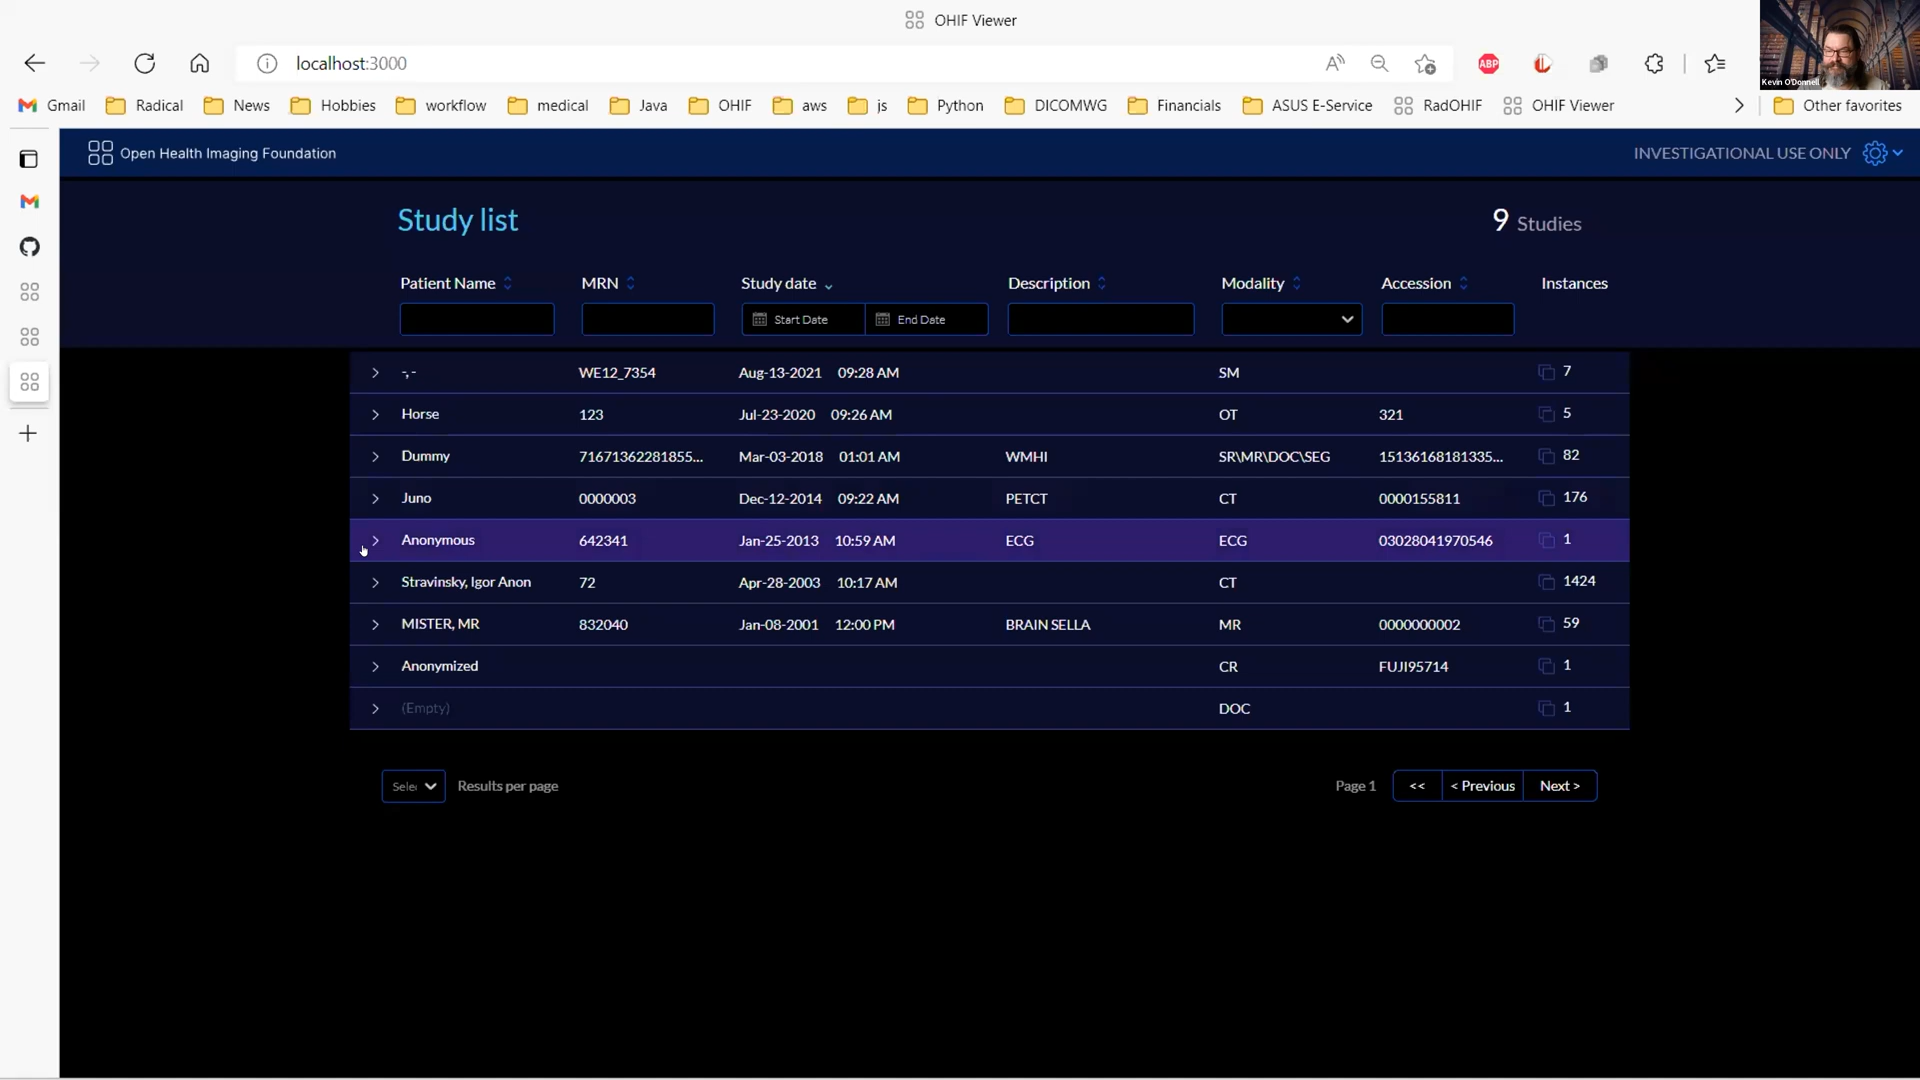 OHIF Viewer
localhost:3000
Kevin O'Donnell
Gmail Radical News Hobbies workflow medical Java OHIF aws js Python DICOMWG Financials ASUS E-Service RadOHIF OHIF Viewer Other favorites
Open Health Imaging Foundation INVESTIGATIONAL USE ONLY
Study list 9 Studies
Patient Name MRN Study date Description Modality Accession Instances
Start Date End Date
-,- WE12_7354 Aug-13-2021 09:28 AM SM 7
Horse 123 Jul-23-2020 09:26 AM OT 321 5
Dummy 71671362281855... Mar-03-2018 01:01 AM WMHI SR\MR\DOC\SEG 15136168181335... 82
Juno 0000003 Dec-12-2014 09:22 AM PETCT CT 0000155811 176
Anonymous 642341 Jan-25-2013 10:59 AM ECG ECG 03028041970546 1
Stravinsky, Igor Anon 72 Apr-28-2003 10:17 AM CT 1424
MISTER, MR 832040 Jan-08-2001 12:00 PM BRAIN SELLA MR 0000000002 59
Anonymized CR FUJI95714 1
(Empty) DOC 1
Selec Results per page Page 1 << < Previous Next >
ABP